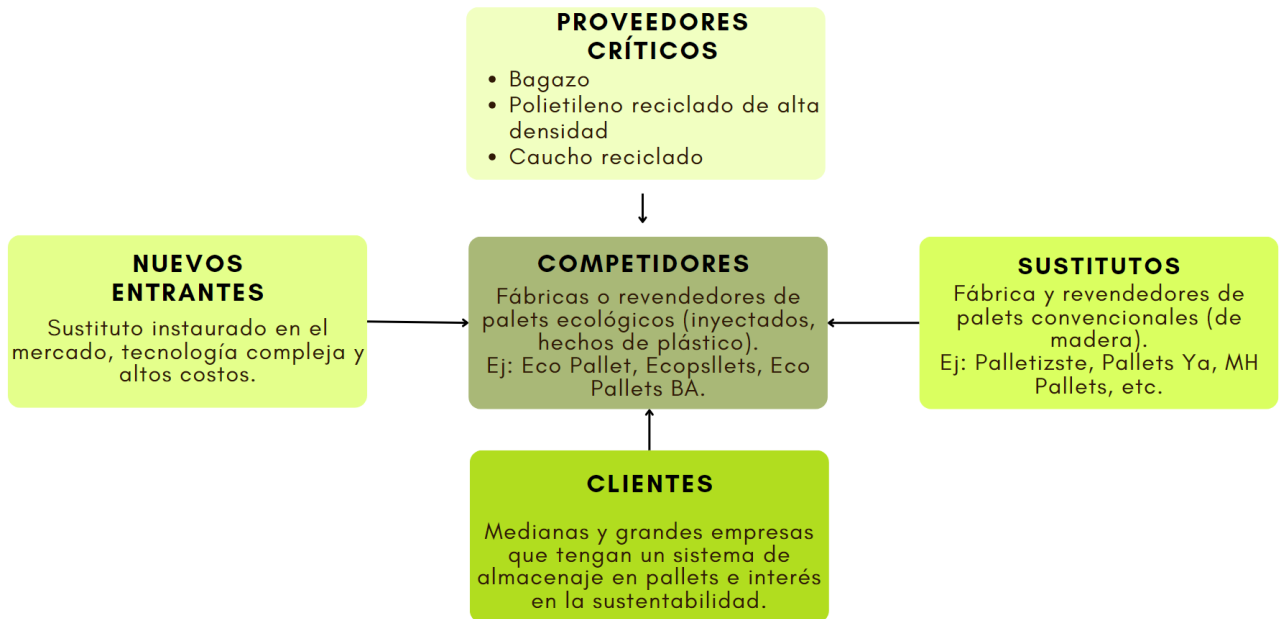 PROVEEDORES
CRÍTICOS
• Bagazo
• Polietileno reciclado de alta
densidad
• Caucho reciclado
NUEVOS
ENTRANTES
Sustituto instaurado en el
mercado, tecnología compleja y
altos costos.
COMPETIDORES
Fábricas o revendedores de
palets ecológicos (inyectados,
hechos de plástico).
Ej: Eco Pallet, Ecopsllets, Eco
Pallets BA.
SUSTITUTOS
Fábrica y revendedores de
palets convencionales (de
madera).
Ej: Palletizste, Pallets Ya, MH
Pallets, etc.
CLIENTES
Medianas y grandes empresas
que tengan un sistema de
almacenaje en pallets e interés
en la sustentabilidad.